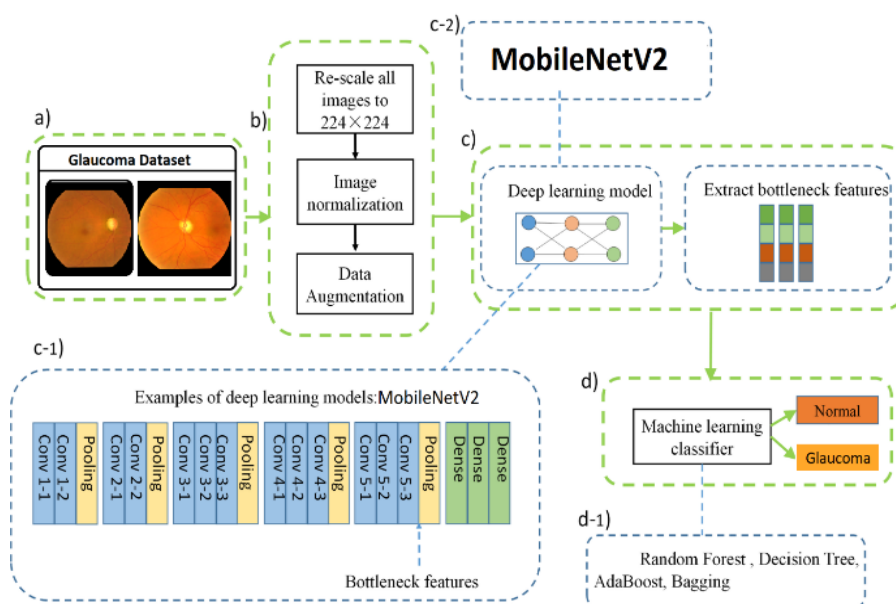 a)
Glaucoma Dataset
b)
Re-scale all
images to
224×224
Image
normalization
Data
Augmentation
c-2)
MobileNetV2
c)
Deep learning model
Extract bottleneck features
c-1)
Examples of deep learning models:MobileNetV2
Conv 1-1
Conv 1-2
Pooling
Conv 2-1
Conv 2-2
Pooling
Conv 3-1
Conv 3-2
Conv 3-3
Pooling
Conv 4-1
Conv 4-2
Conv 4-3
Pooling
Conv 5-1
Conv 5-2
Conv 5-3
Pooling
Dense
Dense
Dense
Bottleneck features
d)
Machine learning
classifier
Normal
Glaucoma
d-1)
Random Forest , Decision Tree,
AdaBoost, Bagging